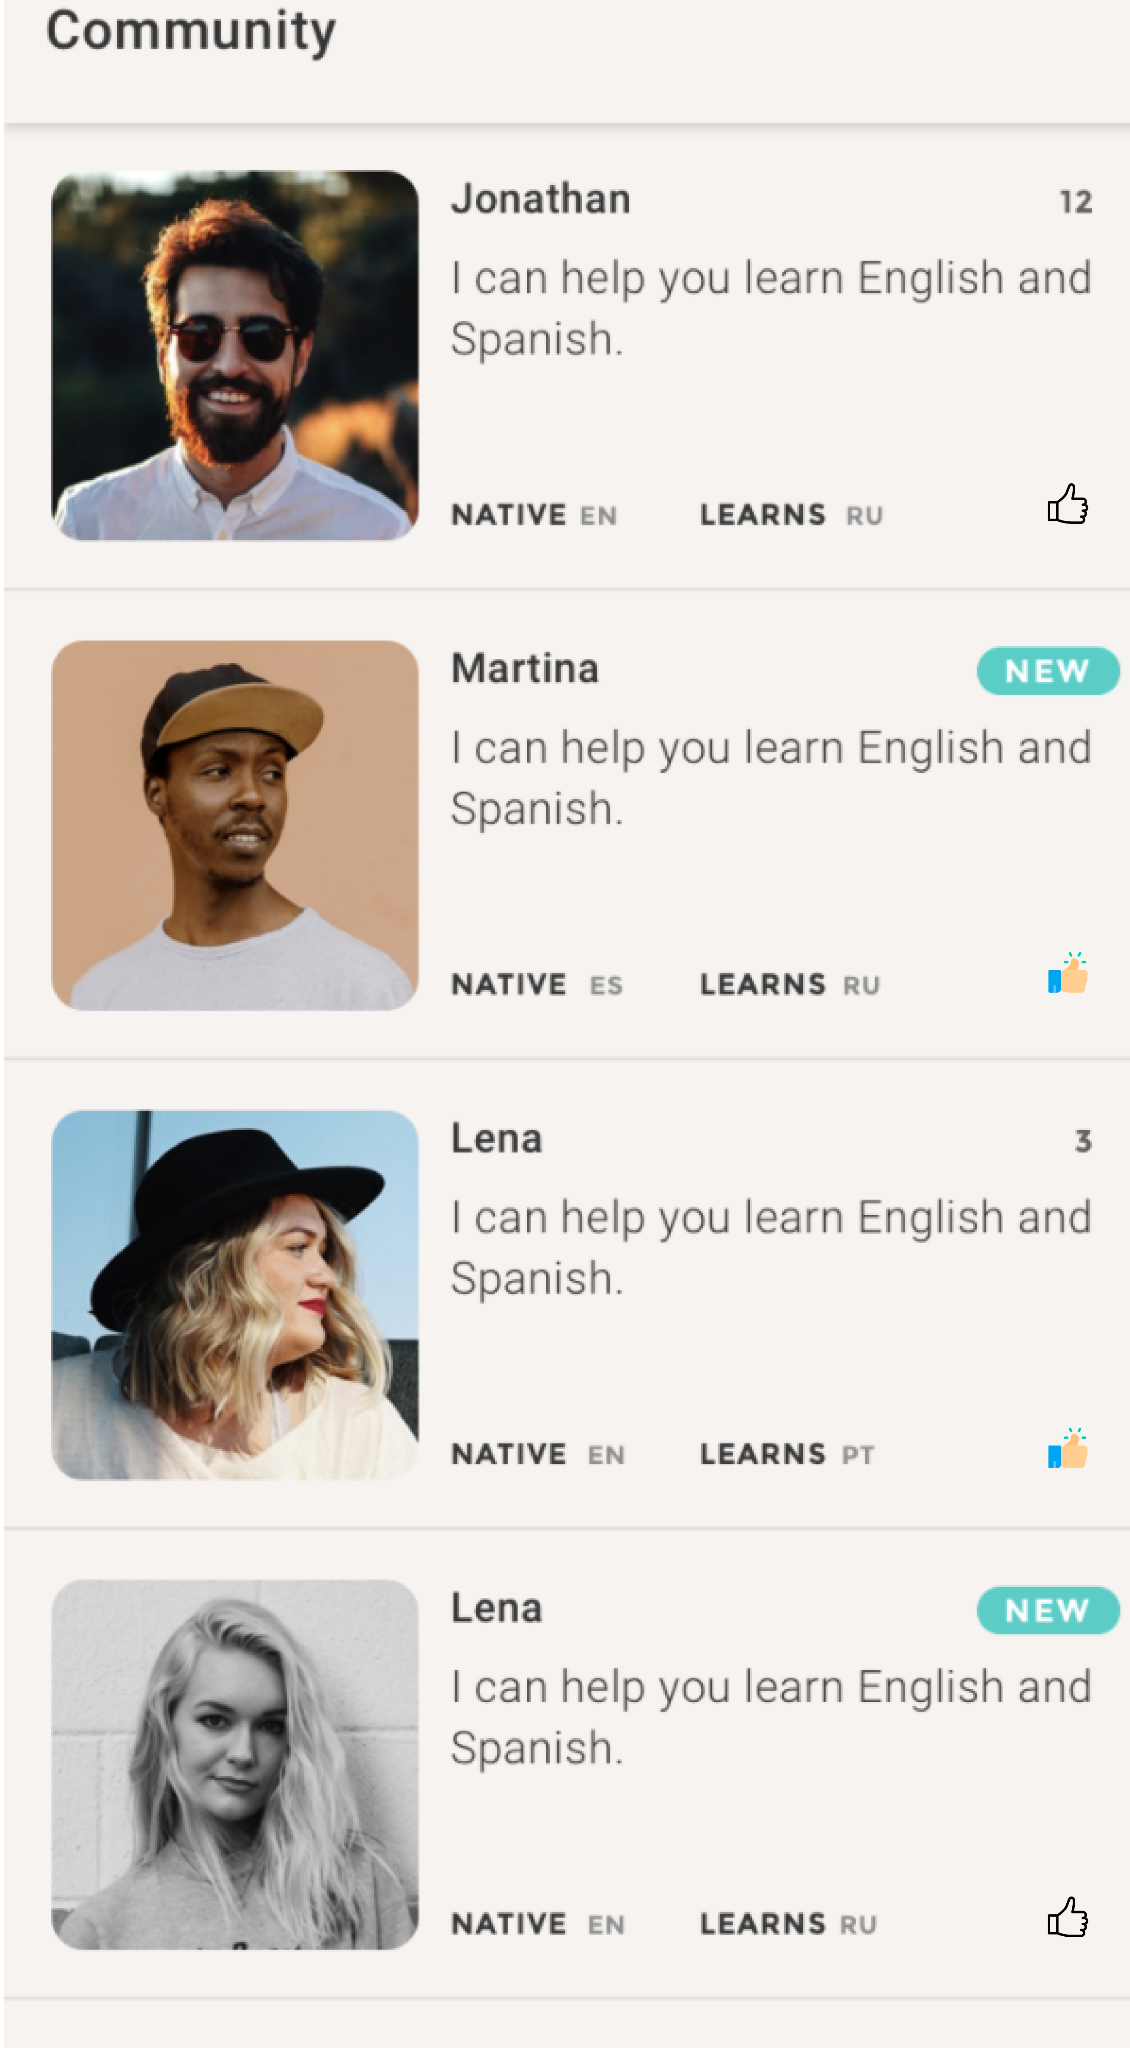 Community
Jonathan 12
I can help you learn English and
Spanish.
NATIVE EN LEARNS RU
Martina NEW
I can help you learn English and
Spanish.
NATIVE ES LEARNS RU
Lena 3
I can help you learn English and
Spanish.
NATIVE EN LEARNS PT
Lena NEW
I can help you learn English and
Spanish.
NATIVE EN LEARNS RU